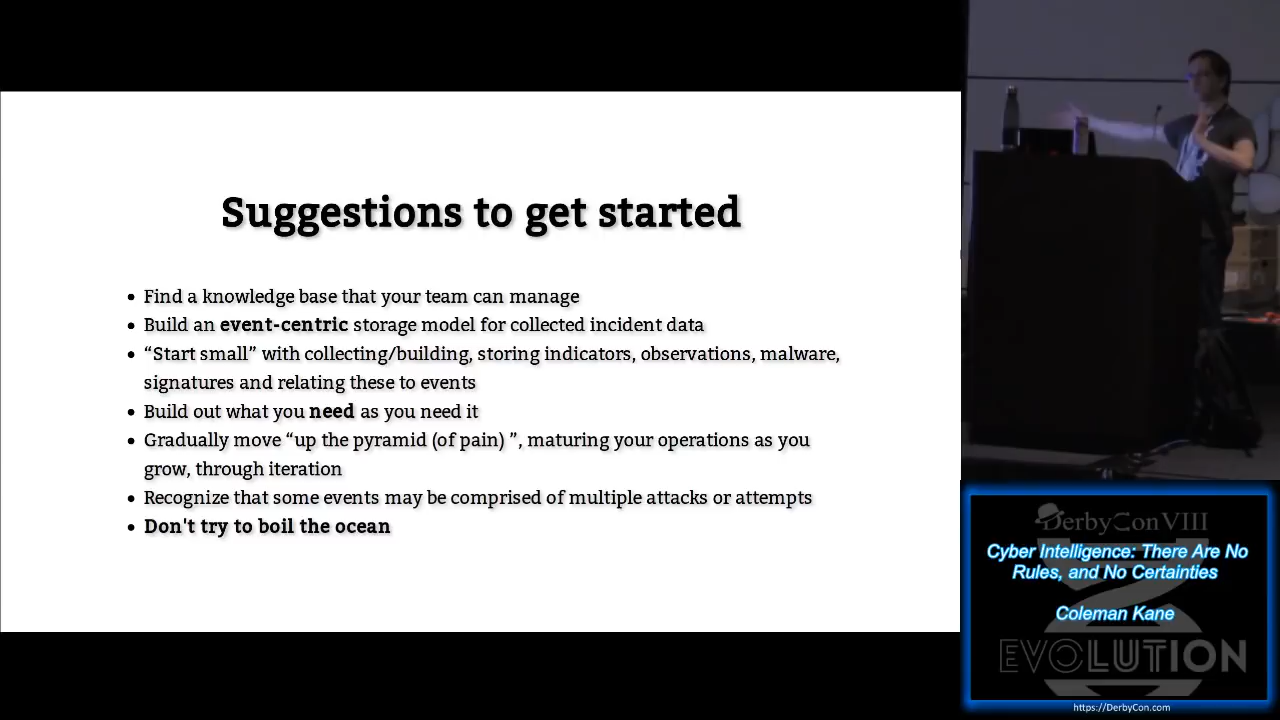 Suggestions to get started
• Find a knowledge base that your team can manage
• Build an event-centric storage model for collected incident data
• “Start small” with collecting/building, storing indicators, observations, malware,
signatures and relating these to events
• Build out what you need as you need it
• Gradually move “up the pyramid (of pain) ”, maturing your operations as you
grow, through iteration
• Recognize that some events may be comprised of multiple attacks or attempts
• Don't try to boil the ocean
DerbyCon VIII
Cyber Intelligence: There Are No
Rules, and No Certainties
Coleman Kane
EVOLUTION
https://DerbyCon.com